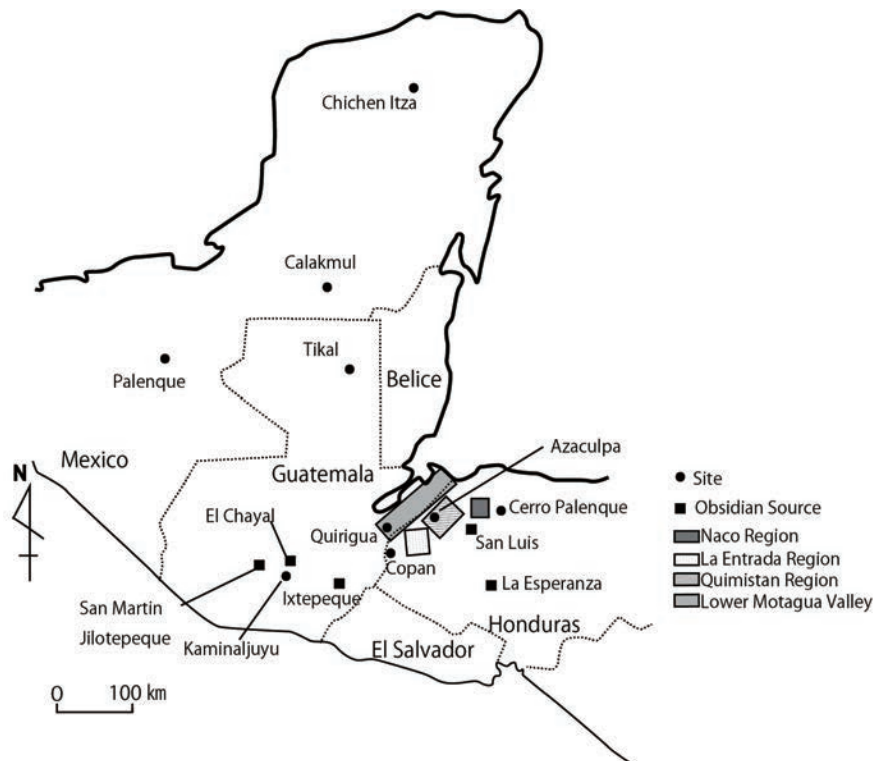 Chichen Itza
Calakmul
Tikal
Palenque
Belice
Azaculpa
N
Mexico
Guatemala
Site
El Chayal
Cerro Palenque
Obsidian Source
Quirigua
San Luis
Naco Region
Copan
La Entrada Region
Ixtepeque
La Esperanza
Quimistan Region
San Martin
Jilotepeque
Lower Motagua Valley
Kaminaljuyu
Honduras
El Salvador
0 100 km